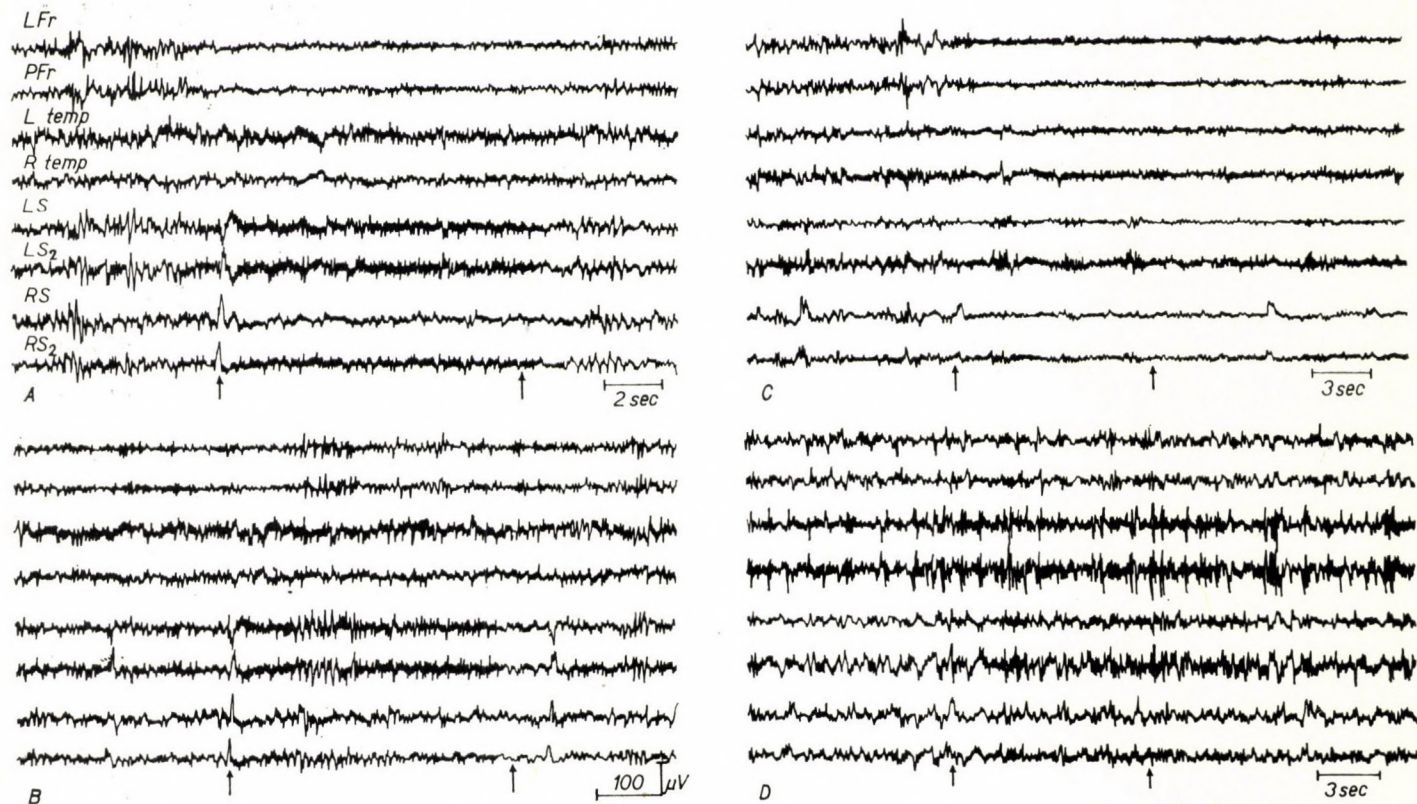 LFr
PFr
L temp
R temp
LS
LS₂
RS
RS₂
A
2 sec
C
3 sec
B
100 μV
D
3 sec